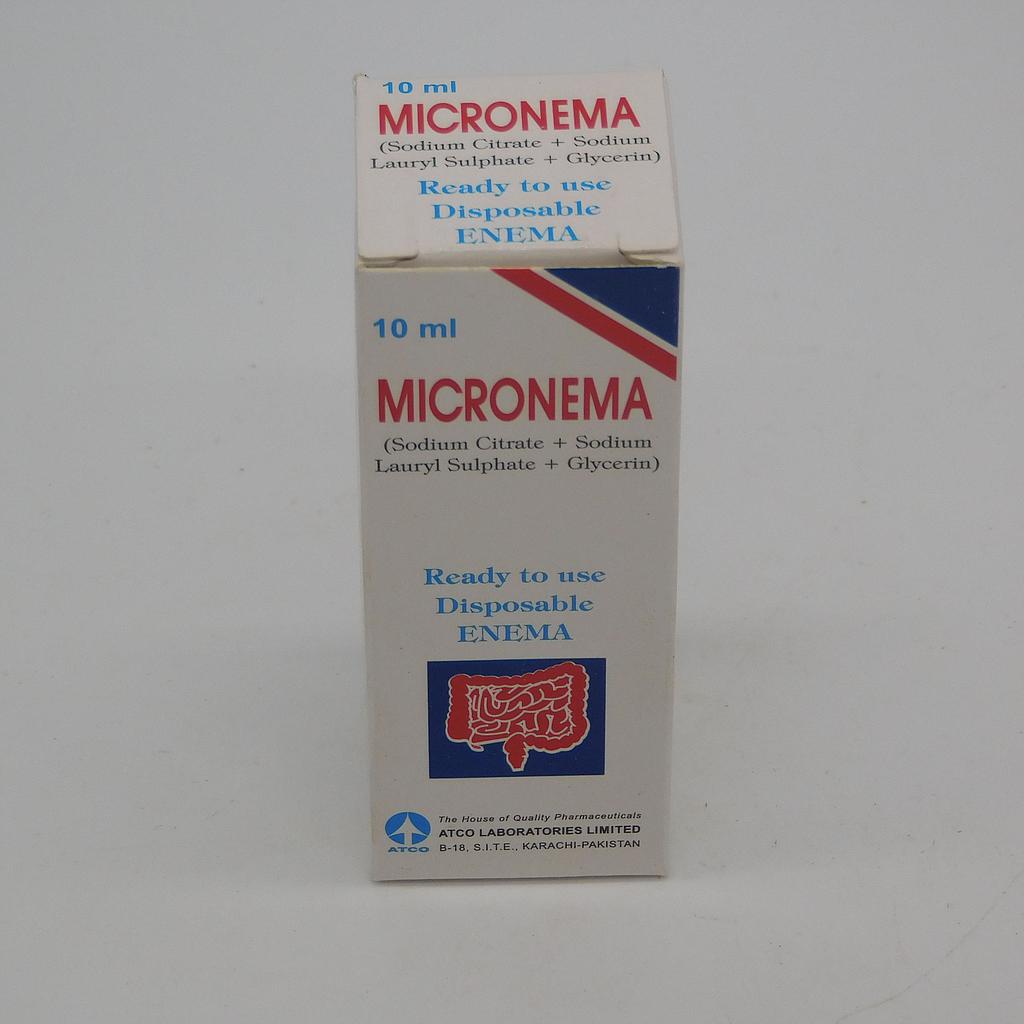 10 ml
MICRONEMA
(Sodium Citrate + Sodium
Lauryl Sulphate + Glycerin)
Ready to use
Disposable
ENEMA
10 ml
MICRONEMA
(Sodium Citrate + Sodium
Lauryl Sulphate + Glycerin)
Ready to use
Disposable
ENEMA
The House of Quality Pharmaceuticals
ATCO LABORATORIES LIMITED
B-18, S.I.T.E., KARACHI-PAKISTAN
ATCO